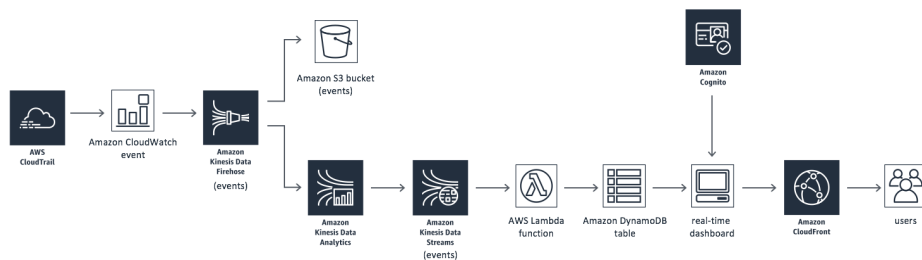 AWS
CloudTrail
Amazon CloudWatch
event
Amazon
Kinesis Data
Firehose
(events)
Amazon S3 bucket
(events)
Amazon
Kinesis Data
Analytics
Amazon
Kinesis Data
Streams
(events)
AWS Lambda
function
Amazon DynamoDB
table
Amazon
Cognito
real-time
dashboard
Amazon
CloudFront
users